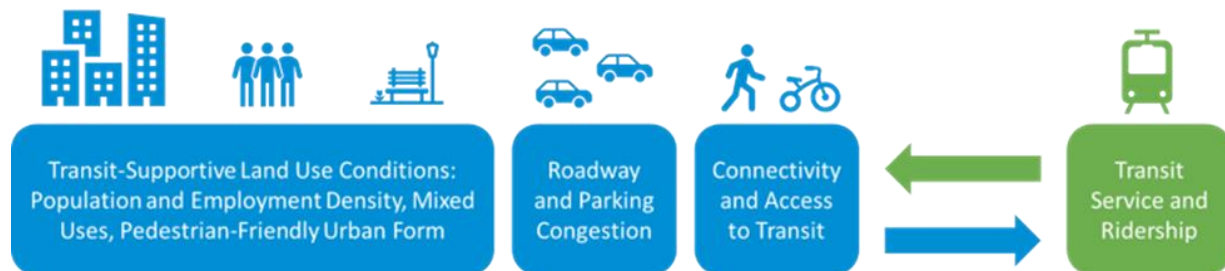 Transit-Supportive Land Use Conditions:
Population and Employment Density, Mixed
Uses, Pedestrian-Friendly Urban Form
Roadway
and Parking
Congestion
Connectivity
and Access
to Transit
Transit
Service and
Ridership